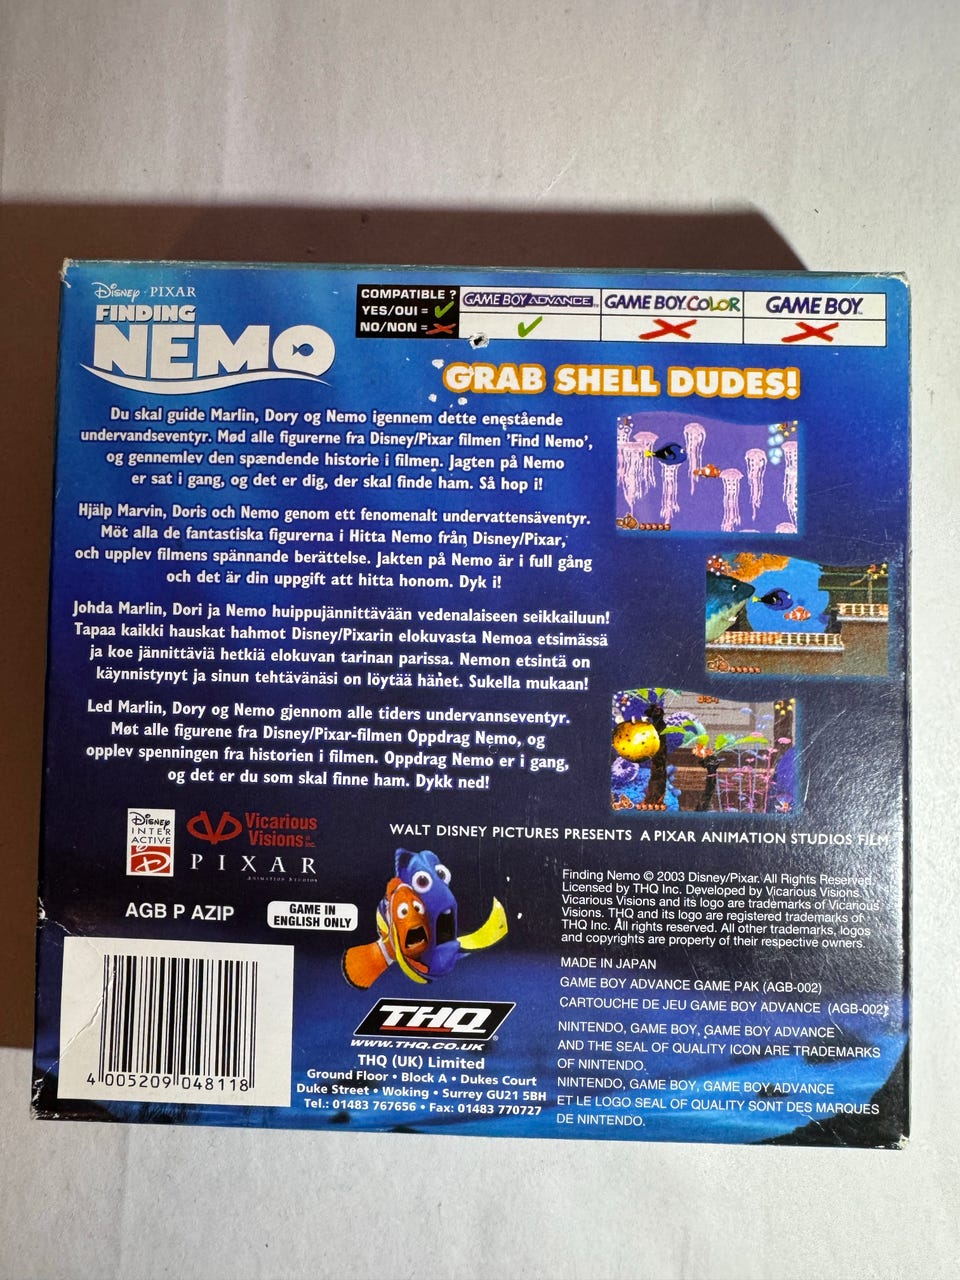 Disney · PIXAR
FINDING
NEMO
COMPATIBLE ?
YES/OUI = ✓
NO/NON = ✗
GAME BOY ADVANCE™
GAME BOY COLOR
GAME BOY™
GRAB SHELL DUDES!
Du skal guide Marlin, Dory og Nemo igennem dette enestående
undervandseventyr. Mød alle figurerne fra Disney/Pixar filmen 'Find Nemo',
og gennemlev den spændende historie i filmen. Jagten på Nemo
er sat i gang, og det er dig, der skal finde ham. Så hop i!
Hjälp Marvin, Doris och Nemo genom ett fenomenalt undervattensäventyr.
Möt alla de fantastiska figurerna i Hitta Nemo från Disney/Pixar,
och upplev filmens spännande berättelse. Jakten på Nemo är i full gång
och det är din uppgift att hitta honom. Dyk i!
Johda Marlin, Dori ja Nemo huippujännittävään vedenalaiseen seikkailuun!
Tapaa kaikki hauskat hahmot Disney/Pixarin elokuvasta Nemoa etsimässä
ja koe jännittäviä hetkiä elokuvan tarinan parissa. Nemon etsintä on
käynnistynyt ja sinun tehtävänäsi on löytää hänet. Sukella mukaan!
Led Marlin, Dory og Nemo gjennom alle tiders undervannseventyr.
Møt alle figurene fra Disney/Pixar-filmen Oppdrag Nemo, og
opplev spenningen fra historien i filmen. Oppdrag Nemo er i gang,
og det er du som skal finne ham. Dykk ned!
Disney
INTER
ACTIVE
Vicarious
Visions inc.
PIXAR
ANIMATION STUDIOS
WALT DISNEY PICTURES PRESENTS A PIXAR ANIMATION STUDIOS FILM
AGB P AZIP
GAME IN
ENGLISH ONLY
Finding Nemo © 2003 Disney/Pixar. All Rights Reserved.
Licensed by THQ Inc. Developed by Vicarious Visions.
Vicarious Visions and its logo are trademarks of Vicarious
Visions. THQ and its logo are registered trademarks of
THQ Inc. All rights reserved. All other trademarks, logos
and copyrights are property of their respective owners.
MADE IN JAPAN
GAME BOY ADVANCE GAME PAK (AGB-002)
CARTOUCHE DE JEU GAME BOY ADVANCE (AGB-002)
NINTENDO, GAME BOY, GAME BOY ADVANCE
AND THE SEAL OF QUALITY ICON ARE TRADEMARKS
OF NINTENDO.
NINTENDO, GAME BOY, GAME BOY ADVANCE
ET LE LOGO SEAL OF QUALITY SONT DES MARQUES
DE NINTENDO.
THQ®
WWW.THQ.CO.UK
THQ (UK) Limited
Ground Floor • Block A • Dukes Court
Duke Street • Woking • Surrey GU21 5BH
Tel.: 01483 767656 • Fax: 01483 770727
4 005209 048118